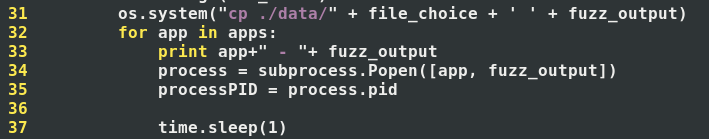 31         os.system("cp ./data/" + file_choice + ' ' + fuzz_output)
32         for app in apps:
33             print app+" - "+ fuzz_output
34             process = subprocess.Popen([app, fuzz_output])
35             processPID = process.pid
36
37             time.sleep(1)